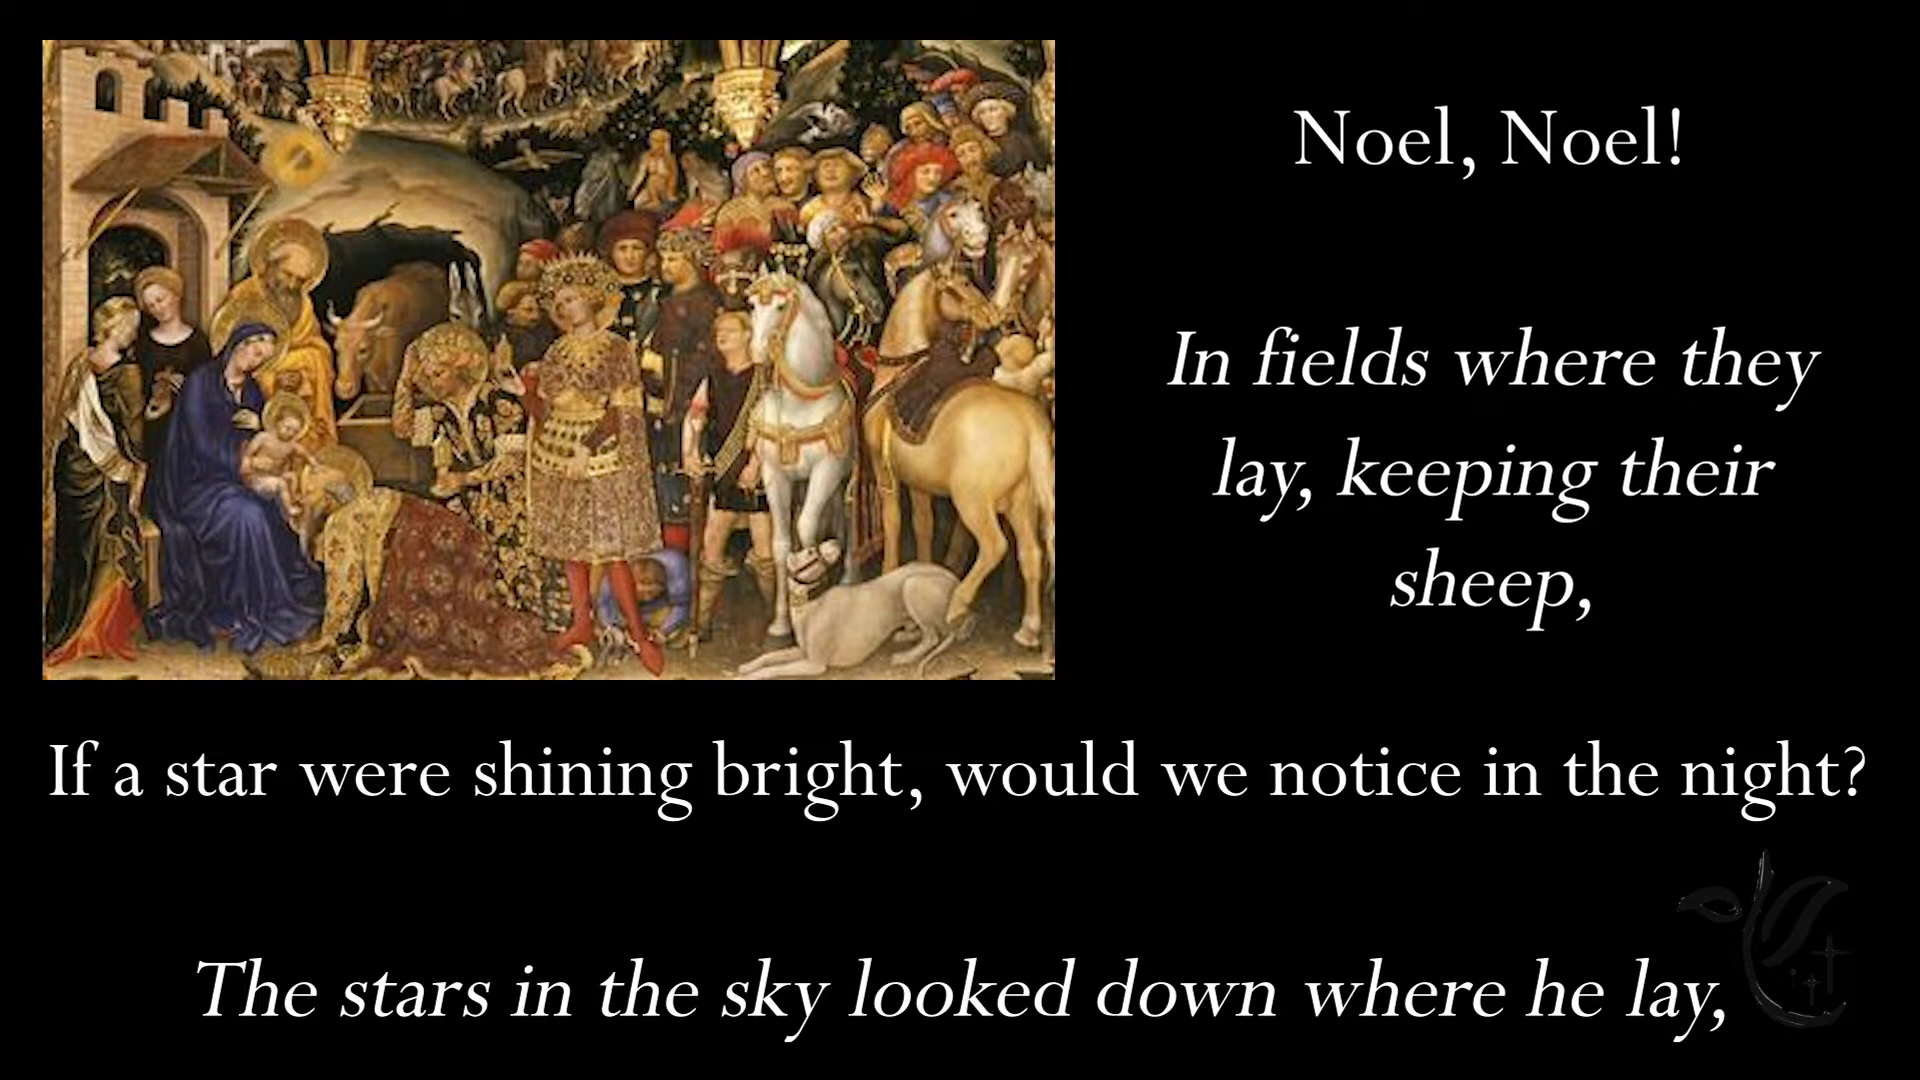 Noel, Noel!
In fields where they
lay, keeping their
sheep,
If a star were shining bright, would we notice in the night?
The stars in the sky looked down where he lay,